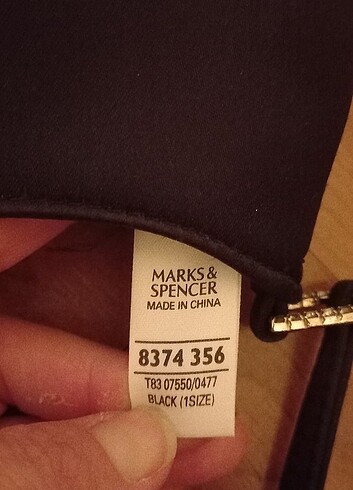 MARKS &
SPENCER
MADE IN CHINA
8374 356
T83 07550/0477
BLACK (1SIZE)